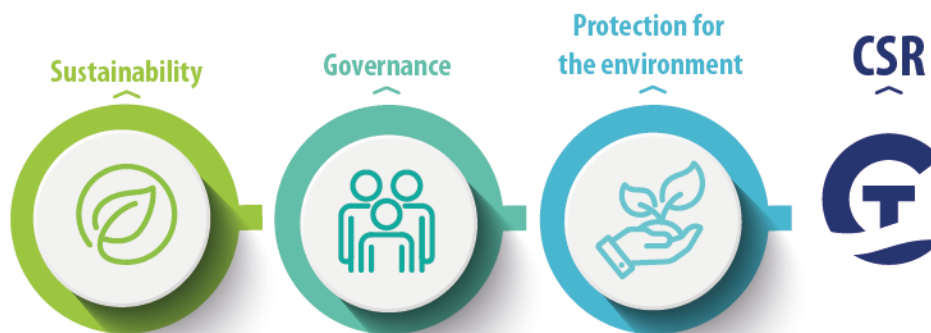 Sustainability
Governance
Protection for
the environment
CSR
T